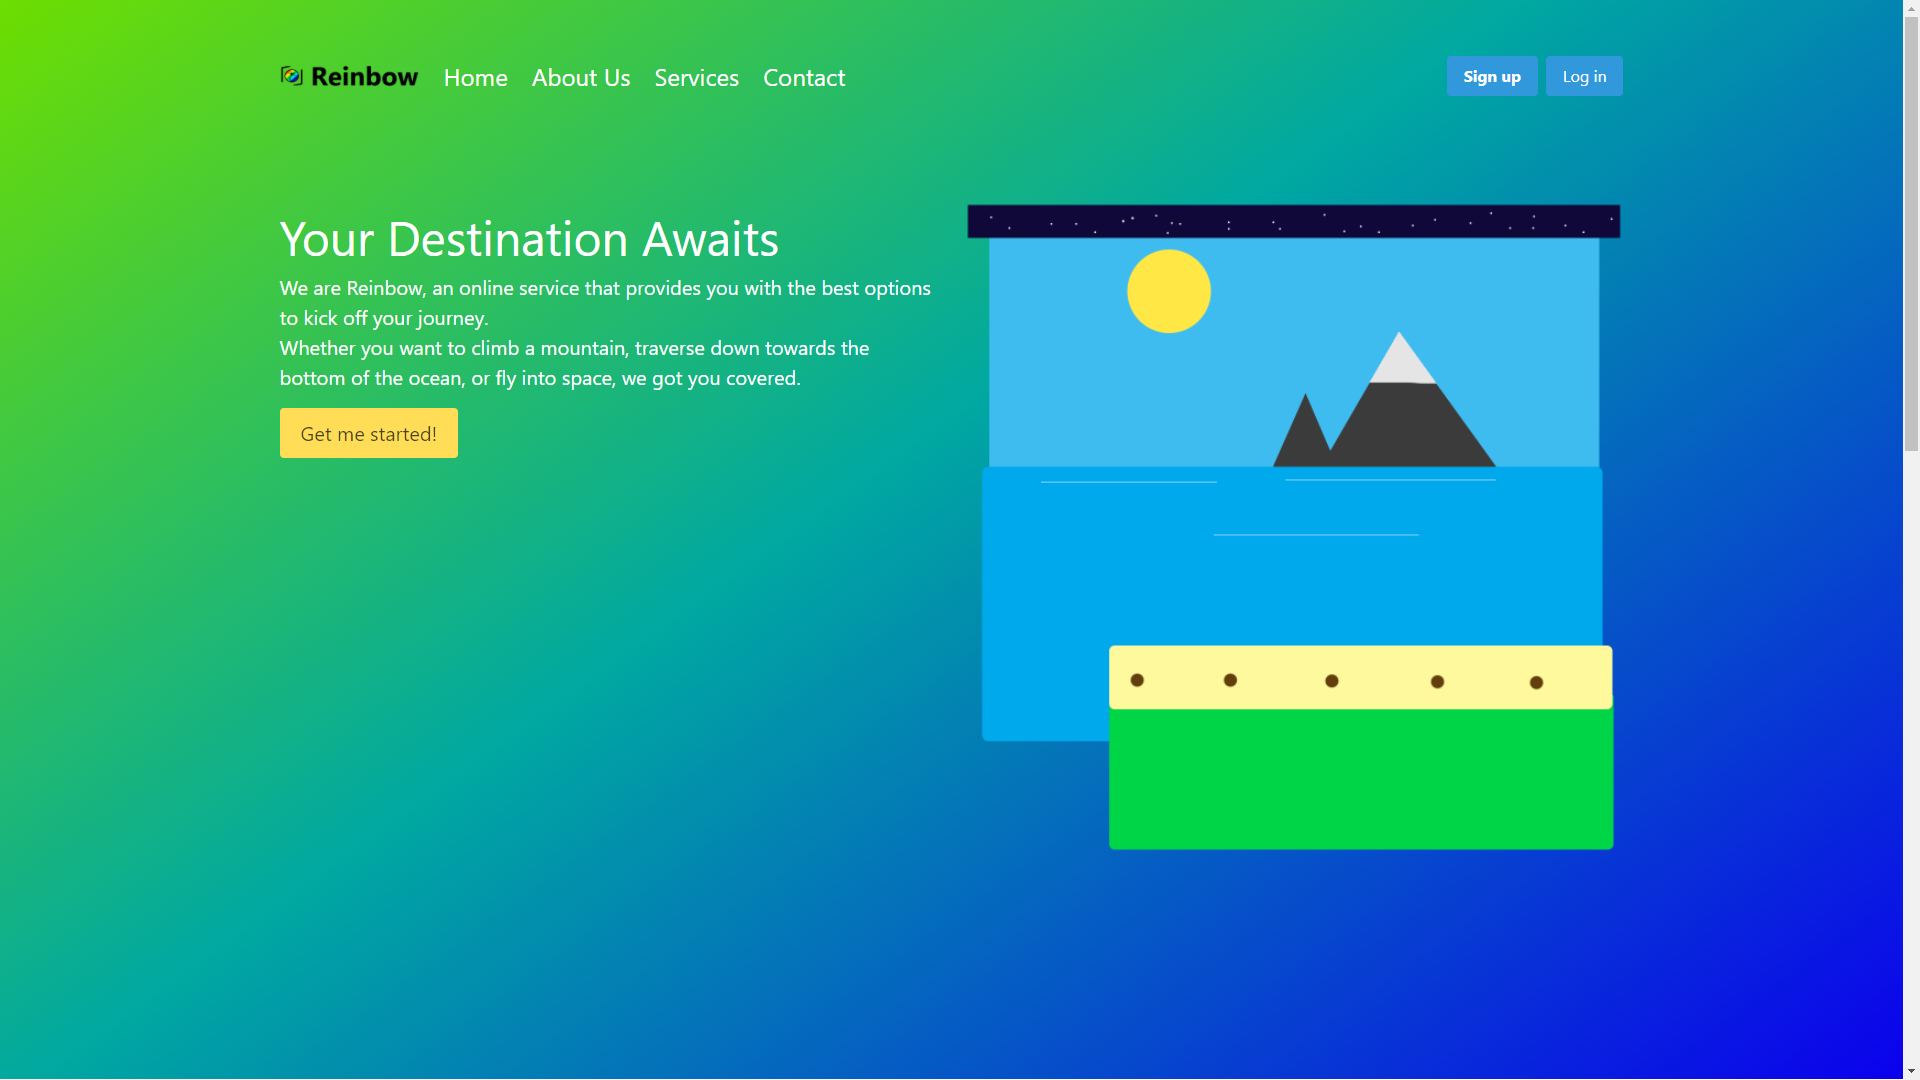 Reinbow Home About Us Services Contact Sign up Log in
Your Destination Awaits
We are Reinbow, an online service that provides you with the best options
to kick off your journey.
Whether you want to climb a mountain, traverse down towards the
bottom of the ocean, or fly into space, we got you covered.
Get me started!